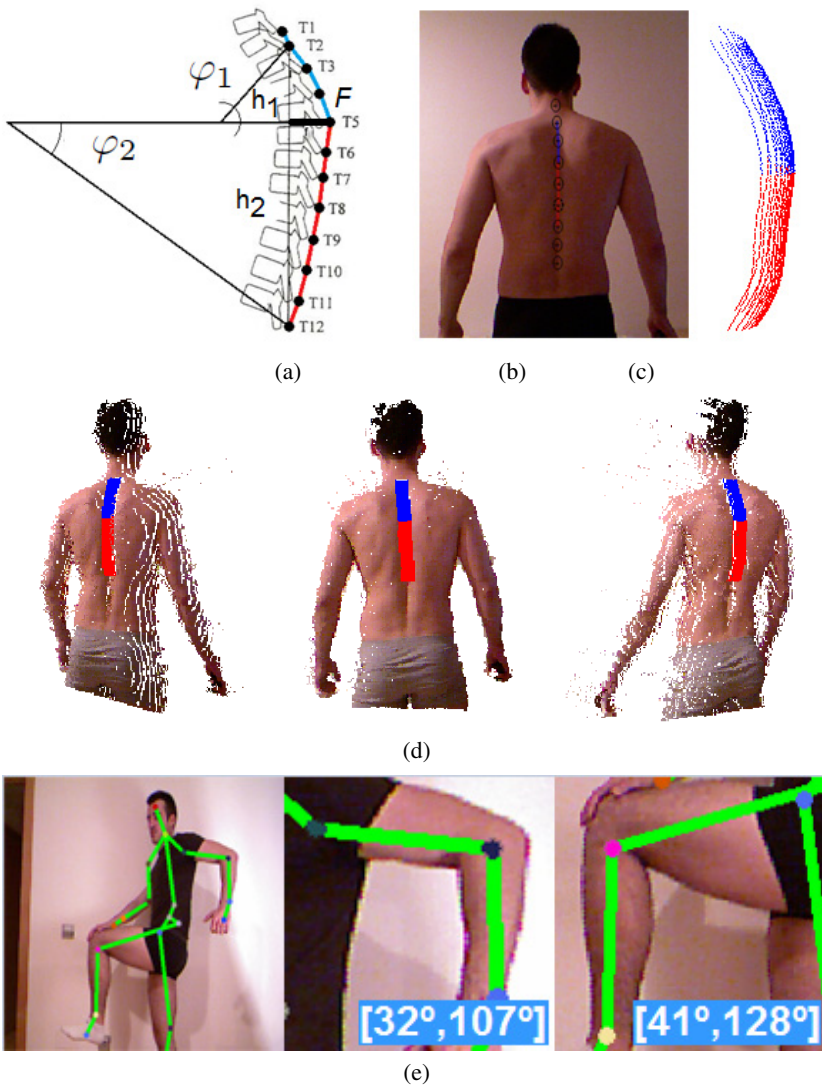 T1
T2
T3
φ1
h1
F
T5
φ2
T6
T7
h2
T8
T9
T10
T11
T12
(a)
(b)
(c)
(d)
[32º,107º]
[41º,128º]
(e)